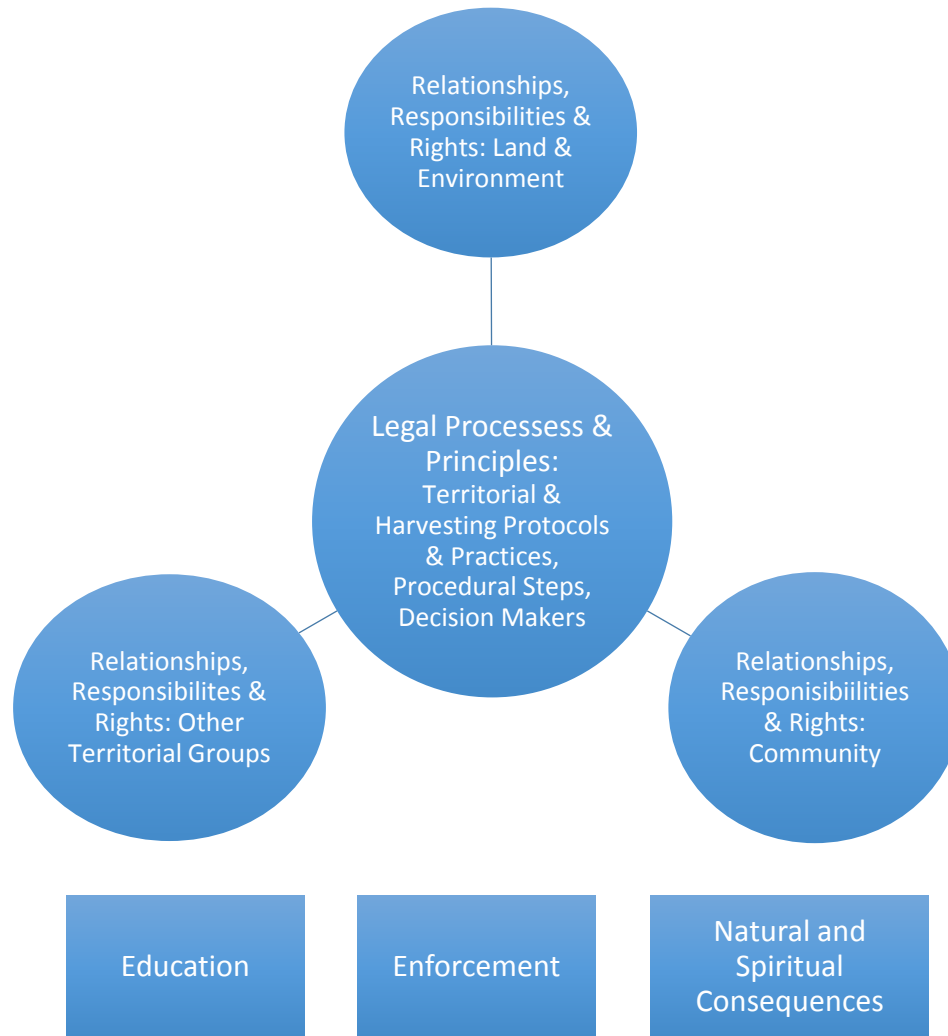 Relationships,
Responsibilities &
Rights: Land &
Environment
Legal Processess &
Principles:
Territorial &
Harvesting Protocols
& Practices,
Procedural Steps,
Decision Makers
Relationships,
Responsibilites &
Rights: Other
Territorial Groups
Relationships,
Responisibiilities
& Rights:
Community
Education
Enforcement
Natural and
Spiritual
Consequences